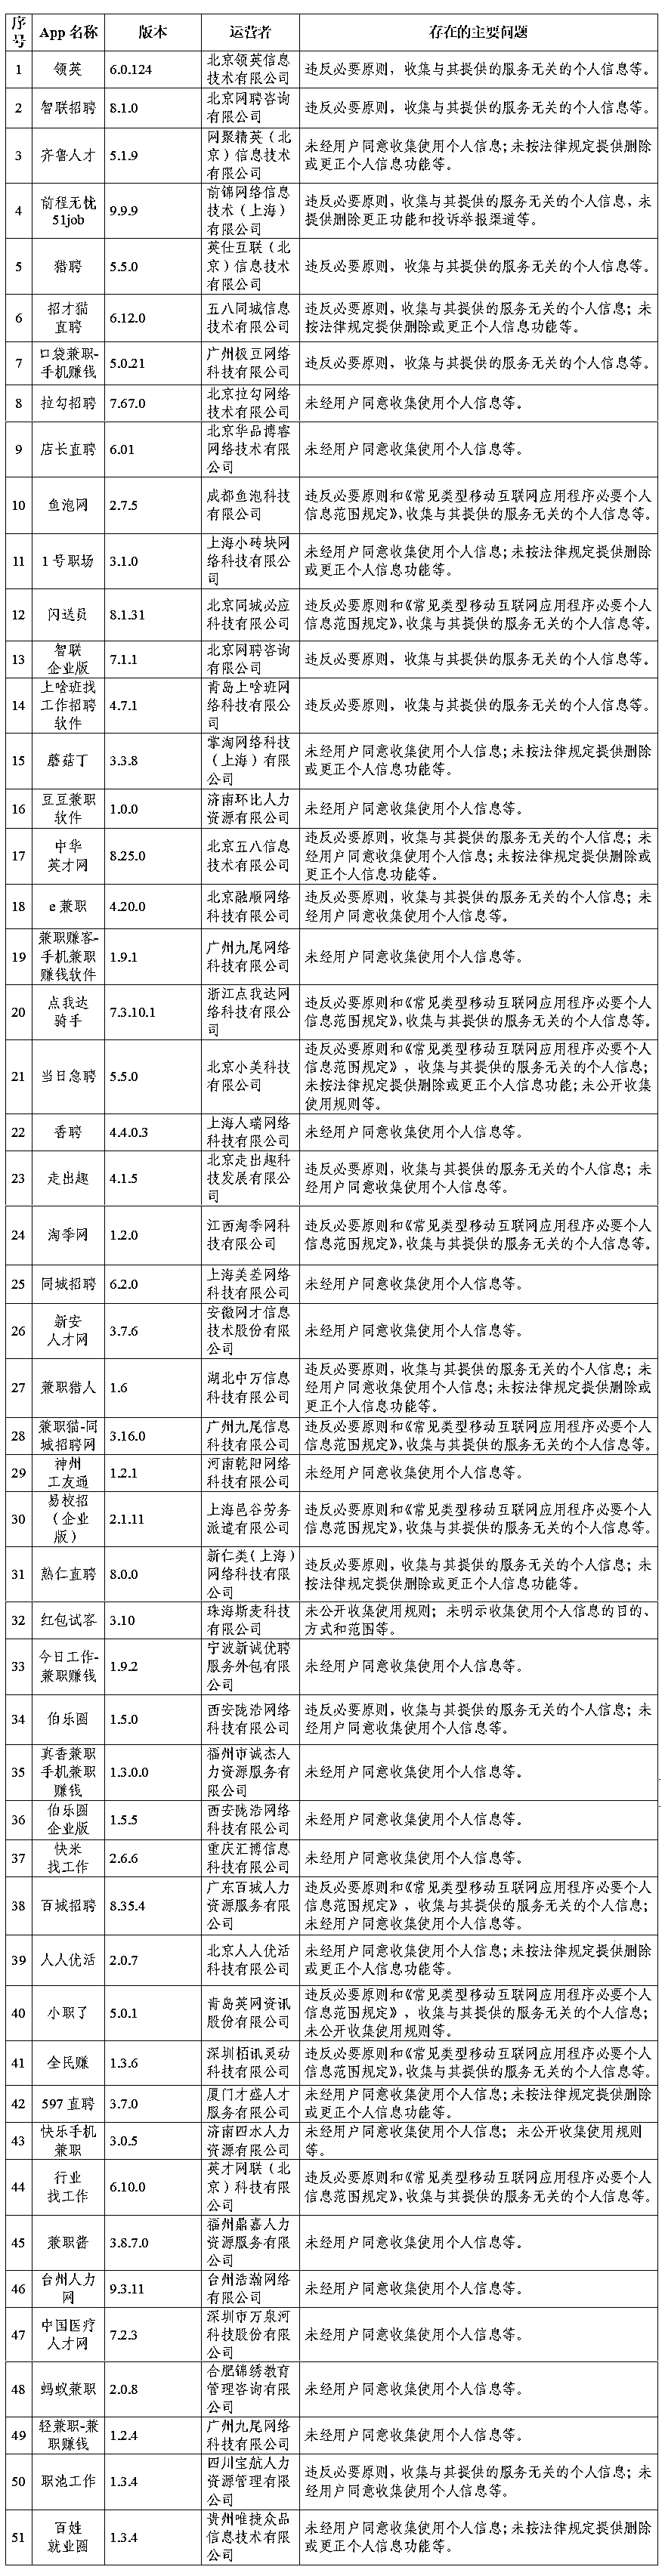 序号 App 名称 版本 运营者 存在的主要问题
1 领英 6.0.124 北京领英信息技术有限公司 违反必要原则，收集与其提供的服务无关的个人信息等。
2 智联招聘 8.1.0 北京网聘咨询有限公司 违反必要原则，收集与其提供的服务无关的个人信息等。
3 齐鲁人才 5.1.9 网聚精英（北京）信息技术有限公司 未经用户同意收集使用个人信息；未按法律规定提供删除或更正个人信息功能等。
4 前程无忧51job 9.9.9 前锦网络信息技术（上海）有限公司 违反必要原则，收集与其提供的服务无关的个人信息、未提供删除更正功能和投诉举报渠道等。
5 猎聘 5.5.0 英仕互联（北京）信息技术有限公司 违反必要原则，收集与其提供的服务无关的个人信息等。
6 招才猫直聘 6.12.0 五八同城信息技术有限公司 违反必要原则，收集与其提供的服务无关的个人信息；未按法律规定提供删除或更正个人信息功能等。
7 口袋兼职-手机赚钱 5.0.21 广州极豆网络科技有限公司 违反必要原则，收集与其提供的服务无关的个人信息等。
8 拉勾招聘 7.67.0 北京拉勾网络技术有限公司 未经用户同意收集使用个人信息等。
9 店长直聘 6.01 北京华品博睿网络技术有限公司 未经用户同意收集使用个人信息等。
10 鱼泡网 2.7.5 成都鱼泡科技有限公司 违反必要原则和《常见类型移动互联网应用程序必要个人信息范围规定》，收集与其提供的服务无关的个人信息等。
11 1号职场 3.1.0 上海小砖块网络科技有限公司 未经用户同意收集使用个人信息；未按法律规定提供删除或更正个人信息功能等。
12 闪送员 8.1.31 北京同城必应科技有限公司 违反必要原则和《常见类型移动互联网应用程序必要个人信息范围规定》，收集与其提供的服务无关的个人信息等。
13 智联企业版 7.1.1 北京网聘咨询有限公司 违反必要原则，收集与其提供的服务无关的个人信息等。
14 上啥班找工作招聘软件 4.7.1 青岛上啥班网络科技有限公司 违反必要原则，收集与其提供的服务无关的个人信息等。
15 蘑菇丁 3.3.8 掌淘网络科技（上海）有限公司 未经用户同意收集使用个人信息；未按法律规定提供删除或更正个人信息功能等。
16 豆豆兼职软件 1.0.0 济南环比人力资源有限公司 未经用户同意收集使用个人信息等。
17 中华英才网 8.25.0 北京五八信息技术有限公司 违反必要原则，收集与其提供的服务无关的个人信息；未经用户同意收集使用个人信息；未按法律规定提供删除或更正个人信息功能等。
18 e兼职 4.20.0 北京融顺网络科技有限公司 违反必要原则，收集与其提供的服务无关的个人信息；未经用户同意收集使用个人信息等。
19 兼职赚客-手机兼职赚钱软件 1.9.1 广州九尾网络科技有限公司 未经用户同意收集使用个人信息等。
20 点我达骑手 7.3.10.1 浙江点我达网络科技有限公司 违反必要原则和《常见类型移动互联网应用程序必要个人信息范围规定》，收集与其提供的服务无关的个人信息等。
21 当日急聘 5.5.0 北京小美科技有限公司 违反必要原则和《常见类型移动互联网应用程序必要个人信息范围规定》，收集与其提供的服务无关的个人信息；未按法律规定提供删除或更正个人信息功能；未公开收集使用规则等。
22 香聘 4.4.0.3 上海人瑞网络科技有限公司 未经用户同意收集使用个人信息等。
23 走出趣 4.1.5 北京走出趣科技发展有限公司 违反必要原则，收集与其提供的服务无关的个人信息；未经用户同意收集使用个人信息等。
24 淘季网 1.2.0 江西淘季网科技有限公司 违反必要原则和《常见类型移动互联网应用程序必要个人信息范围规定》，收集与其提供的服务无关的个人信息等。
25 同城招聘 6.2.0 上海美差网络科技有限公司 未经用户同意收集使用个人信息等。
26 新安人才网 3.7.6 安徽网才信息技术股份有限公司 未经用户同意收集使用个人信息等。
27 兼职猎人 1.6 湖北中万信息科技有限公司 违反必要原则，收集与其提供的服务无关的个人信息；未经用户同意收集使用个人信息；未按法律规定提供删除或更正个人信息功能等。
28 兼职猫-同城招聘网 3.16.0 广州九尾信息科技有限公司 违反必要原则和《常见类型移动互联网应用程序必要个人信息范围规定》，收集与其提供的服务无关的个人信息等。
29 神州工友通 1.2.1 河南乾阳网络科技有限公司 未经用户同意收集使用个人信息等。
30 易校招（企业版） 2.1.11 上海邑谷劳务派遣有限公司 违反必要原则和《常见类型移动互联网应用程序必要个人信息范围规定》，收集与其提供的服务无关的个人信息等。
31 熟仁直聘 8.0.0 新仁类（上海）网络科技有限公司 违反必要原则，收集与其提供的服务无关的个人信息；未按法律规定提供删除或更正个人信息功能等。
32 红包试客 3.10 珠海斯麦科技有限公司 未公开收集使用规则；未明示收集使用个人信息的目的、方式和范围等。
33 今日工作-兼职赚钱 1.9.2 宁波新诚优聘服务外包有限公司 未经用户同意收集使用个人信息等。
34 伯乐圈 1.5.0 西安陇浩网络科技有限公司 违反必要原则，收集与其提供的服务无关的个人信息；未经用户同意收集使用个人信息等。
35 真香兼职手机兼职赚钱 1.3.0.0 福州市诚杰人力资源服务有限公司 未经用户同意收集使用个人信息等。
36 伯乐圈企业版 1.5.5 西安陇浩网络科技有限公司 未经用户同意收集使用个人信息等。
37 快米找工作 2.6.6 重庆汇博信息科技有限公司 未经用户同意收集使用个人信息等。
38 百城招聘 8.35.4 广东百城人力资源服务有限公司 违反必要原则和《常见类型移动互联网应用程序必要个人信息范围规定》，收集与其提供的服务无关的个人信息；未经用户同意收集使用个人信息等。
39 人人优活 2.0.7 北京人人优活科技有限公司 未经用户同意收集使用个人信息；未按法律规定提供删除或更正个人信息功能等。
40 小职了 5.0.1 青岛英网资讯股份有限公司 违反必要原则和《常见类型移动互联网应用程序必要个人信息范围规定》，收集与其提供的服务无关的个人信息；未公开收集使用规则等。
41 全民赚 1.3.6 深圳栢讯灵动科技有限公司 违反必要原则和《常见类型移动互联网应用程序必要个人信息范围规定》，收集与其提供的服务无关的个人信息等。
42 597直聘 3.7.0 厦门才盛人才服务有限公司 未经用户同意收集使用个人信息；未按法律规定提供删除或更正个人信息功能等。
43 快乐手机兼职 3.0.5 济南四水人力资源有限公司 未经用户同意收集使用个人信息；未公开收集使用规则等。
44 行业找工作 6.10.0 英才网联（北京）科技有限公司 违反必要原则和《常见类型移动互联网应用程序必要个人信息范围规定》，收集与其提供的服务无关的个人信息等。
45 兼职酱 3.8.7.0 福州鼎嘉人力资源服务有限公司 未经用户同意收集使用个人信息等。
46 台州人力网 9.3.11 台州浩瀚网络有限公司 未经用户同意收集使用个人信息等。
47 中国医疗人才网 7.2.3 深圳市万泉河科技股份有限公司 未经用户同意收集使用个人信息等。
48 蚂蚁兼职 2.0.8 合肥锦绣教育管理咨询有限公司 未经用户同意收集使用个人信息等。
49 轻兼职-兼职赚钱 1.2.4 广州九尾网络科技有限公司 未经用户同意收集使用个人信息等。
50 职池工作 1.3.4 四川宝航人力资源管理有限公司 违反必要原则，收集与其提供的服务无关的个人信息；未经用户同意收集使用个人信息等。
51 百姓就业圈 1.3.4 贵州唯捷众品信息技术有限公司 未经用户同意收集使用个人信息；未按法律规定提供删除或更正个人信息功能等。